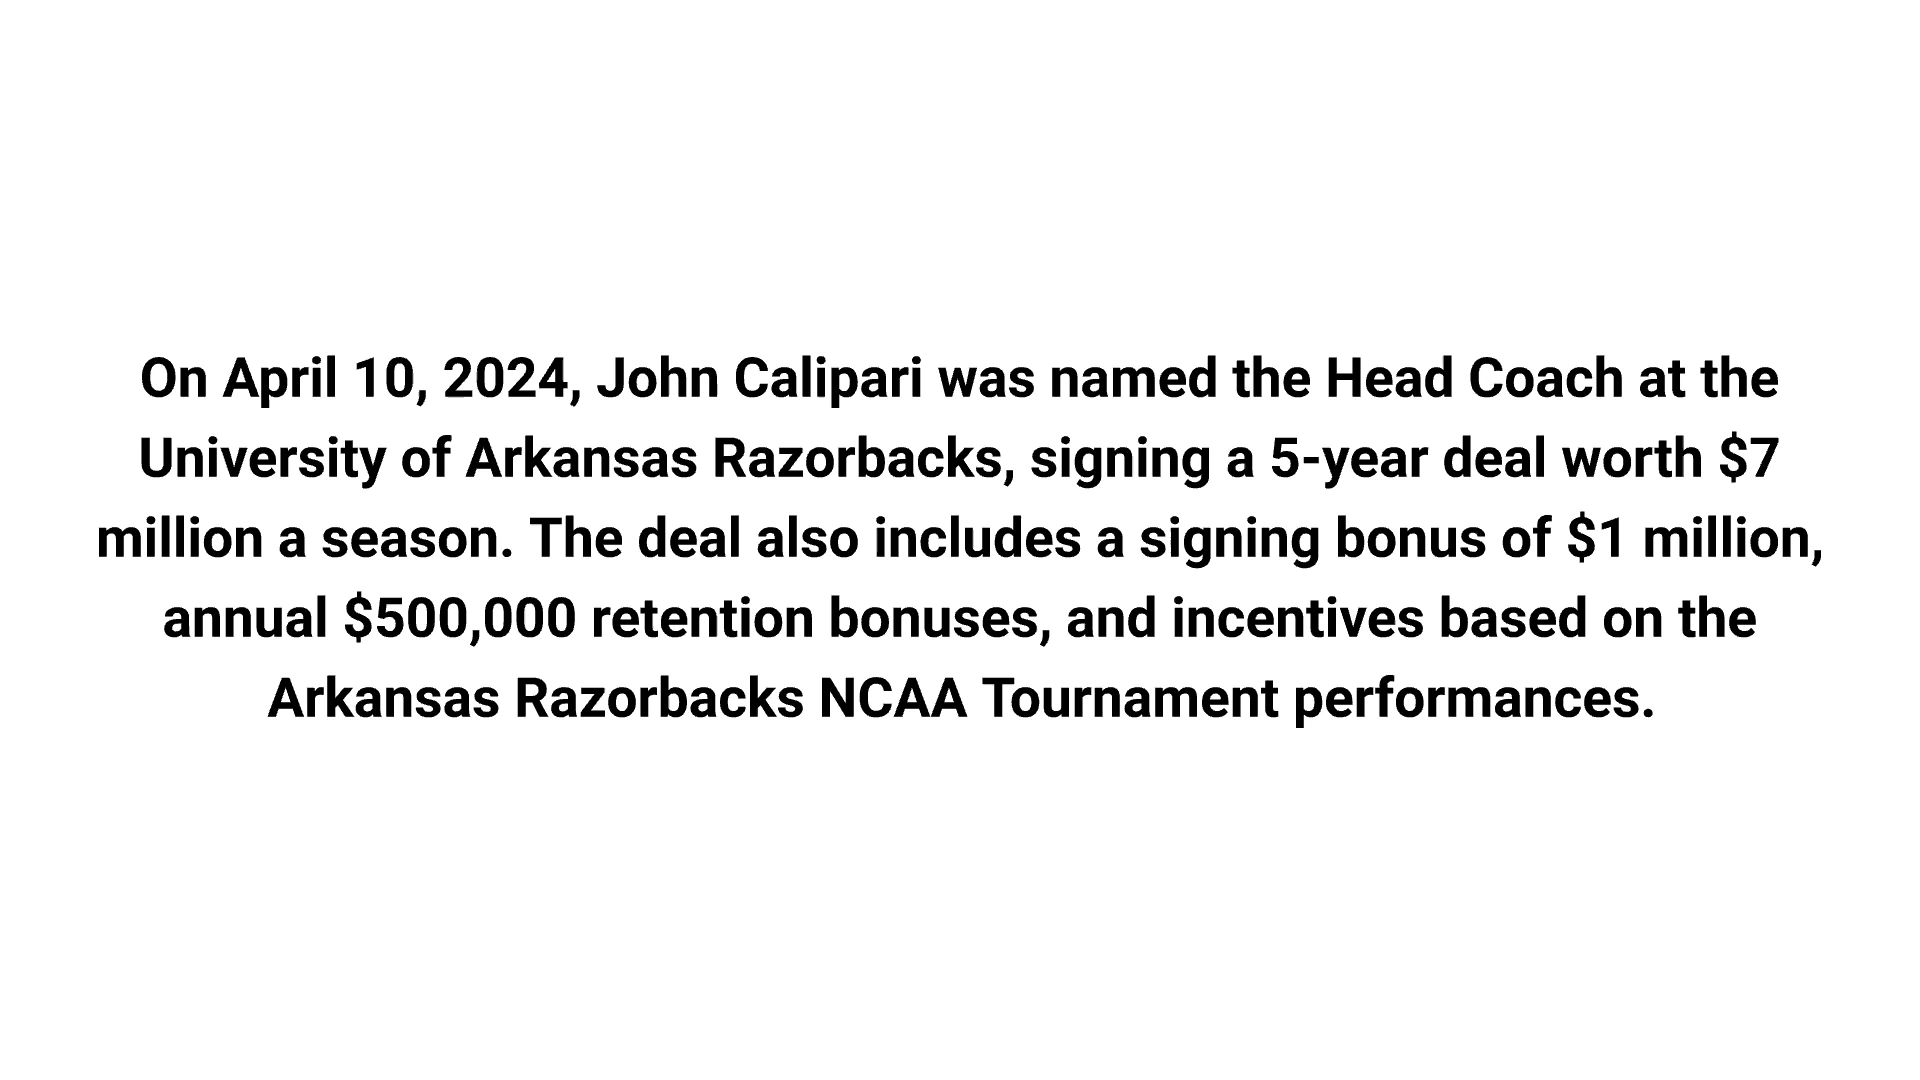 On April 10, 2024, John Calipari was named the Head Coach at the
University of Arkansas Razorbacks, signing a 5-year deal worth $7
million a season. The deal also includes a signing bonus of $1 million,
annual $500,000 retention bonuses, and incentives based on the
Arkansas Razorbacks NCAA Tournament performances.